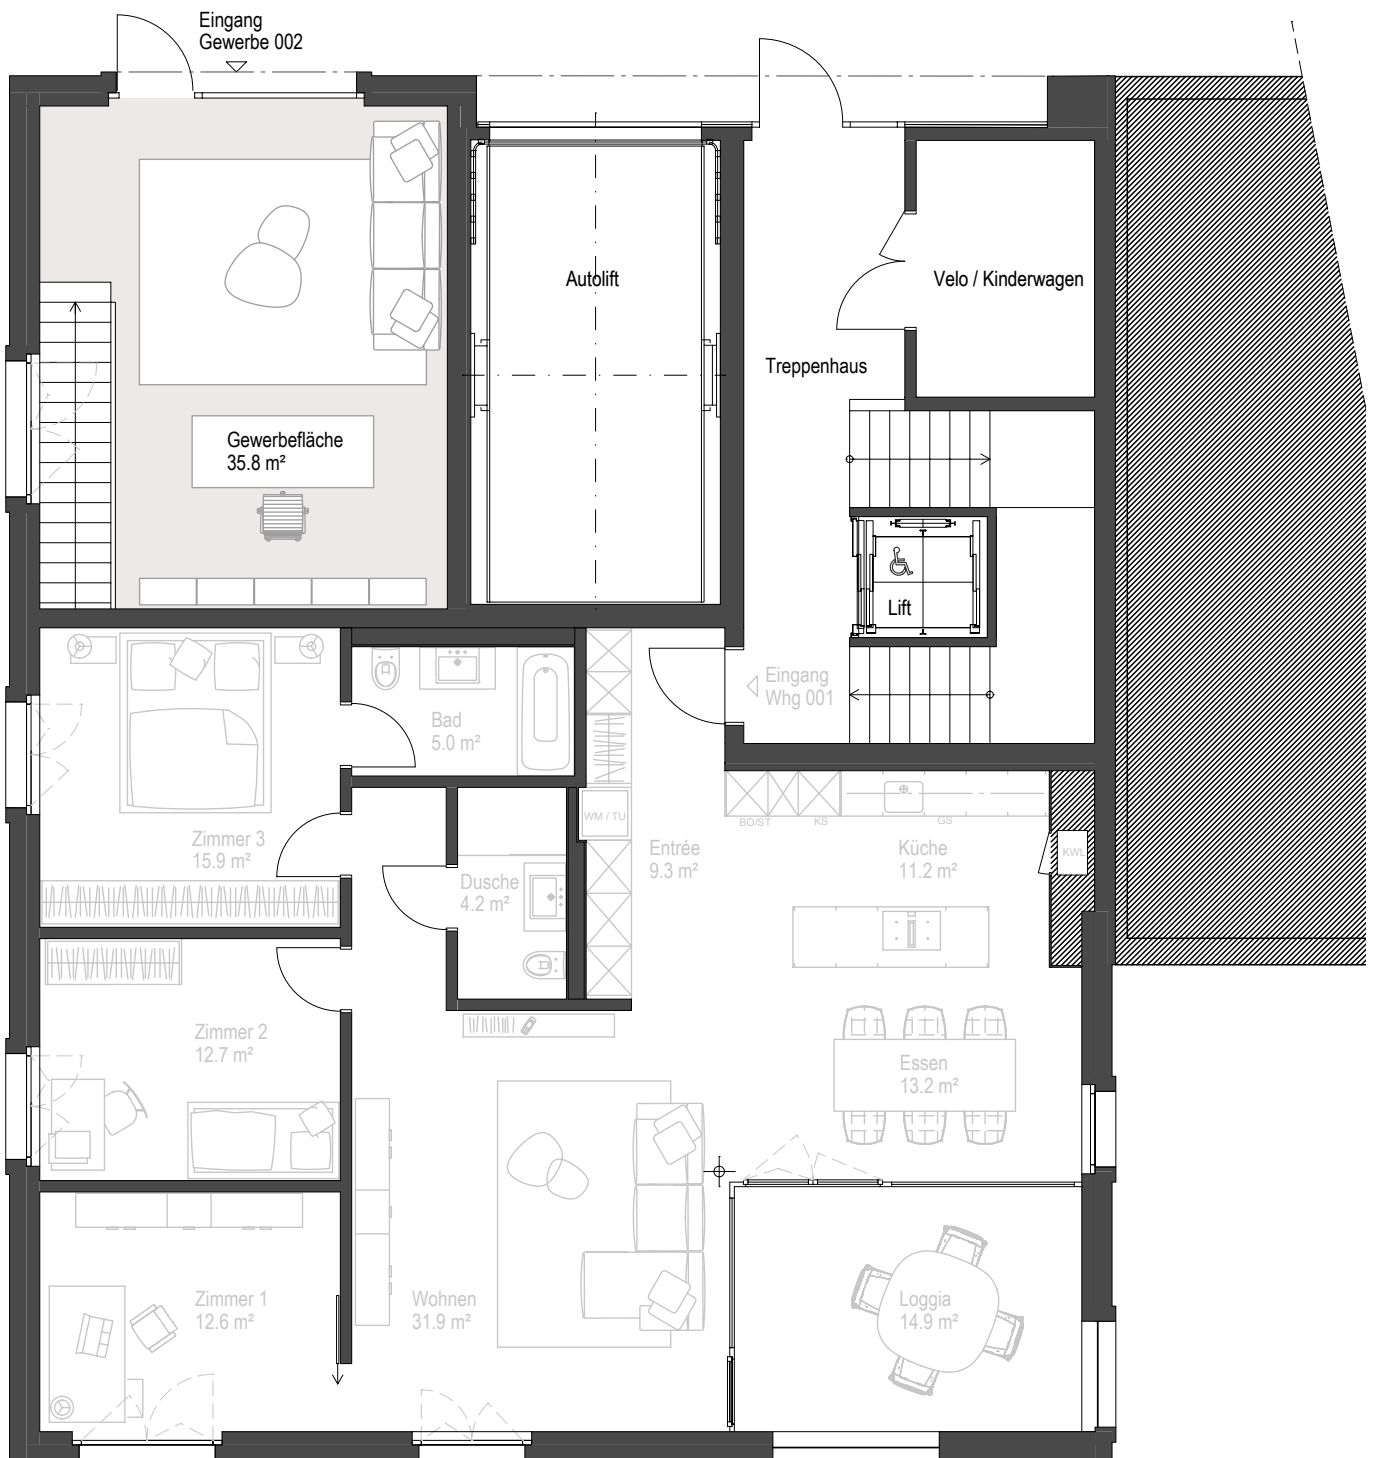 Eingang
Gewerbe 002
Autolift
Velo / Kinderwagen
Treppenhaus
Gewerbefläche
35.8 m²
Lift
Eingang
Whg 001
Bad
5.0 m²
WM / TU
BO/ST
KS
GS
Zimmer 3
15.9 m²
Entrée
9.3 m²
Küche
11.2 m²
KWL
Dusche
4.2 m²
Zimmer 2
12.7 m²
Essen
13.2 m²
Zimmer 1
12.6 m²
Wohnen
31.9 m²
Loggia
14.9 m²